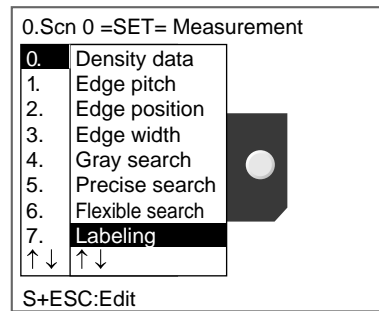 0.Scn 0 =SET= Measurement
0. Density data
1. Edge pitch
2. Edge position
3. Edge width
4. Gray search
5. Precise search
6. Flexible search
7. Labeling
↑↓ ↑↓
S+ESC:Edit